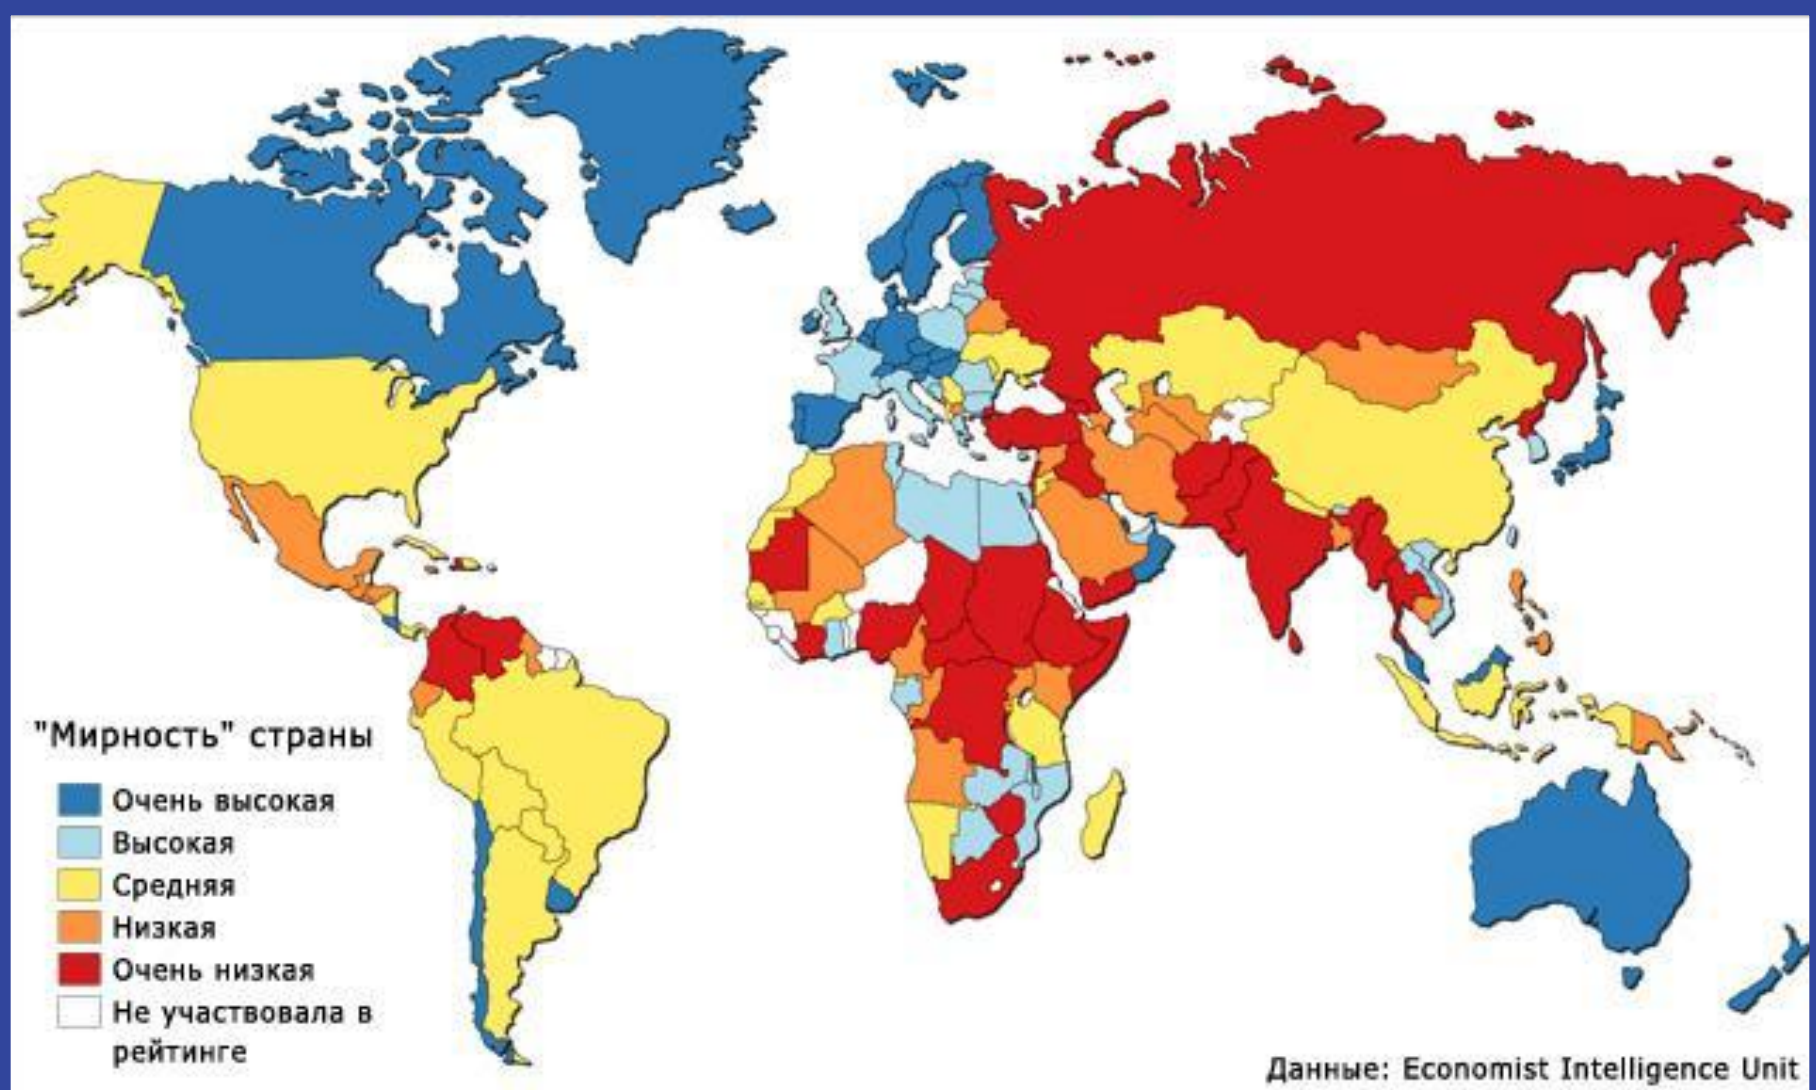 "Мирность" страны
Очень высокая
Высокая
Средняя
Низкая
Очень низкая
Не участвовала в
рейтинге
Данные: Economist Intelligence Unit